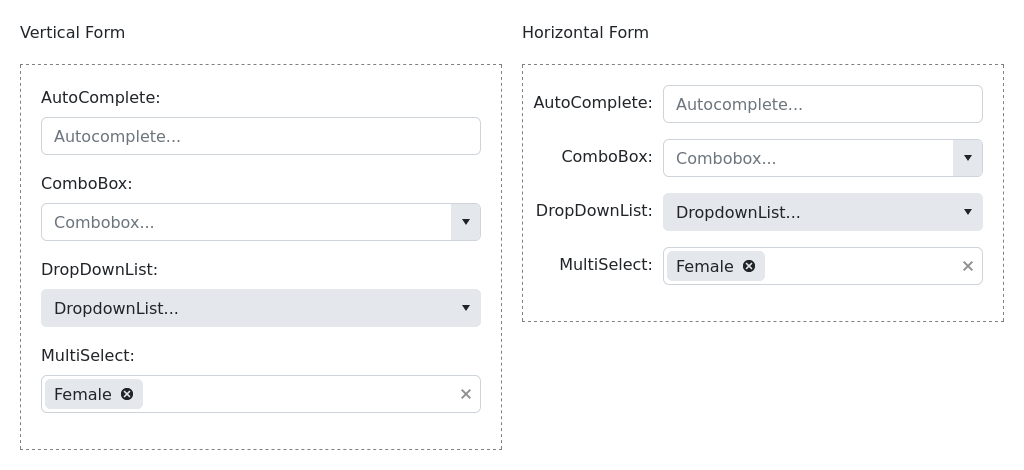 Vertical Form
AutoComplete:
Autocomplete...
ComboBox:
Combobox...
DropDownList:
DropdownList...
MultiSelect:
Female
Horizontal Form
AutoComplete: Autocomplete...
ComboBox: Combobox...
DropDownList: DropdownList...
MultiSelect: Female